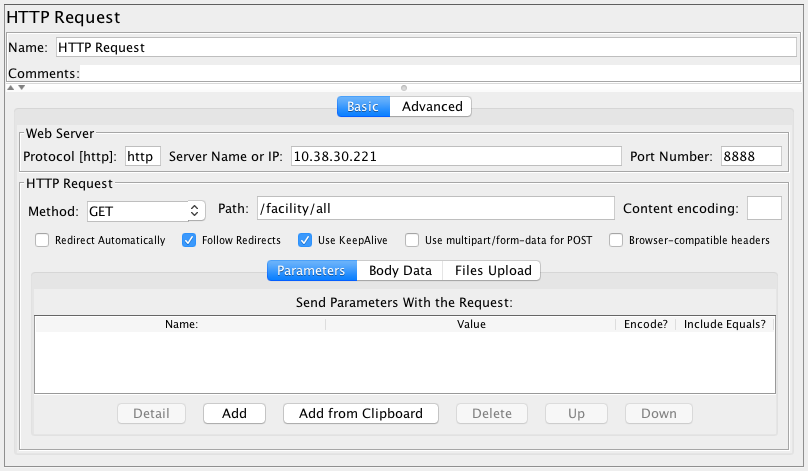 HTTP Request
Name: HTTP Request
Comments:
Basic Advanced
Web Server
Protocol [http]: http Server Name or IP: 10.38.30.221 Port Number: 8888
HTTP Request
Method: GET Path: /facility/all Content encoding:
Redirect Automatically Follow Redirects Use KeepAlive Use multipart/form-data for POST Browser-compatible headers
Parameters Body Data Files Upload
Send Parameters With the Request:
Name: Value Encode? Include Equals?
Detail Add Add from Clipboard Delete Up Down